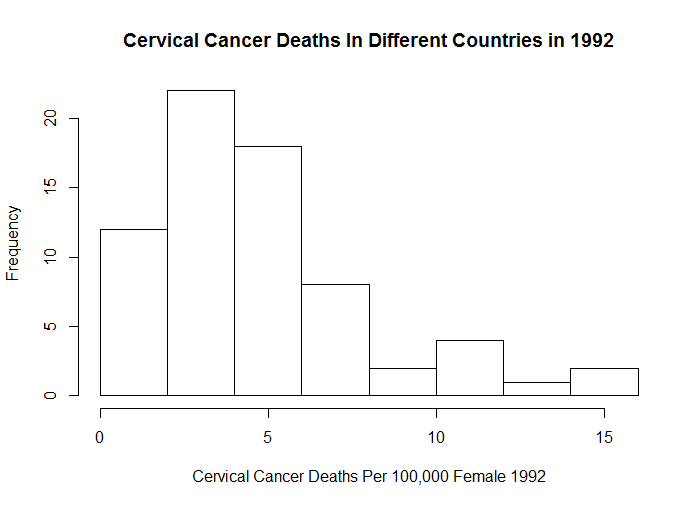 Cervical Cancer Deaths In Different Countries in 1992
Frequency
20
15
10
5
0
0 5 10 15
Cervical Cancer Deaths Per 100,000 Female 1992